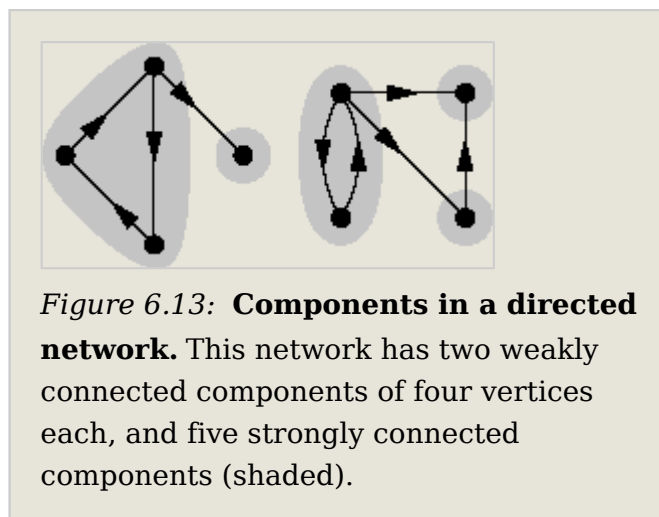 Figure 6.13: Components in a directed
network. This network has two weakly
connected components of four vertices
each, and five strongly connected
components (shaded).